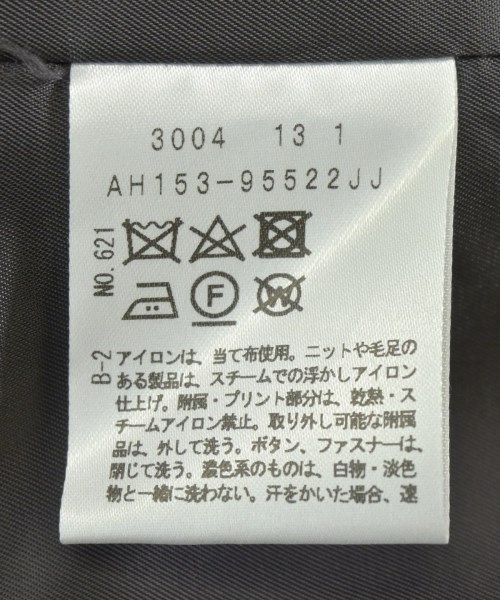 3004 13 1
AH153-95522JJ
NO.621
F
W
B-2
アイロンは、当て布使用。ニットや毛足の
ある製品は、スチームでの浮かしアイロン
仕上げ。附属・プリント部分は、乾熱・ス
チームアイロン禁止。取り外し可能な附属
品は、外して洗う。ボタン、ファスナーは、
閉じて洗う。濃色系のものは、白物・淡色
物と一緒に洗わない。汗をかいた場合、速